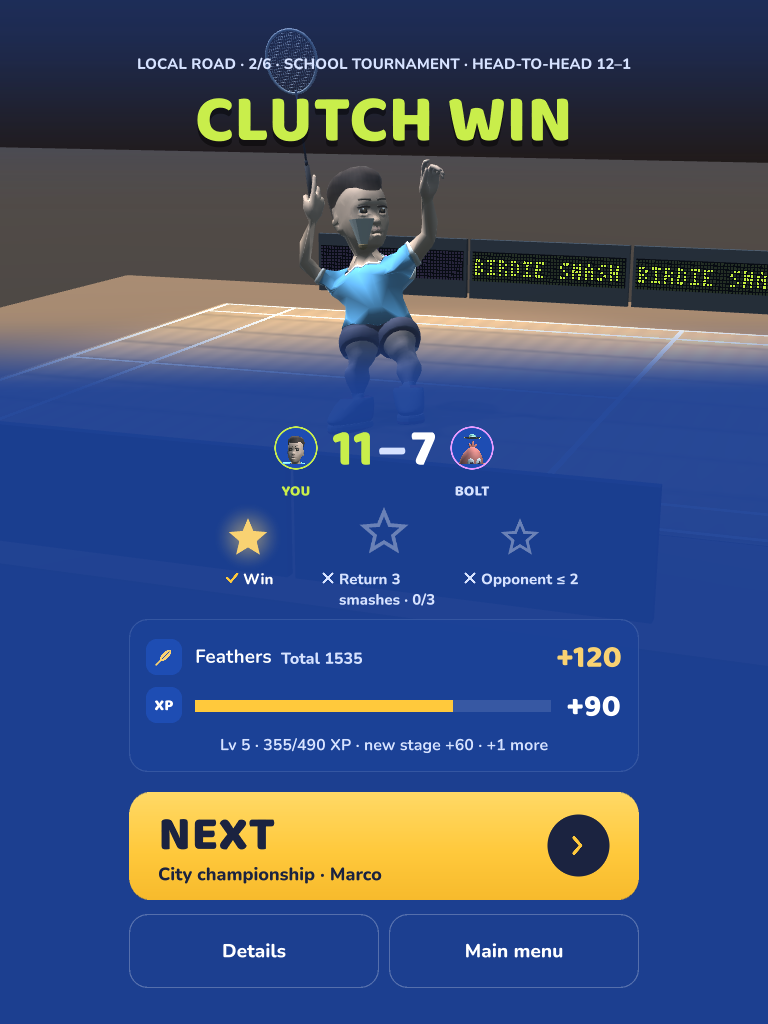 LOCAL ROAD · 2/6 · SCHOOL TOURNAMENT · HEAD-TO-HEAD 12–1
CLUTCH WIN
BIRDIE SMASH BIRDIE SMA
11–7
YOU BOLT
Win
Return 3 smashes · 0/3
Opponent ≤ 2
Feathers Total 1535 +120
XP +90
Lv 5 · 355/490 XP · new stage +60 · +1 more
NEXT
City championship · Marco
Details Main menu